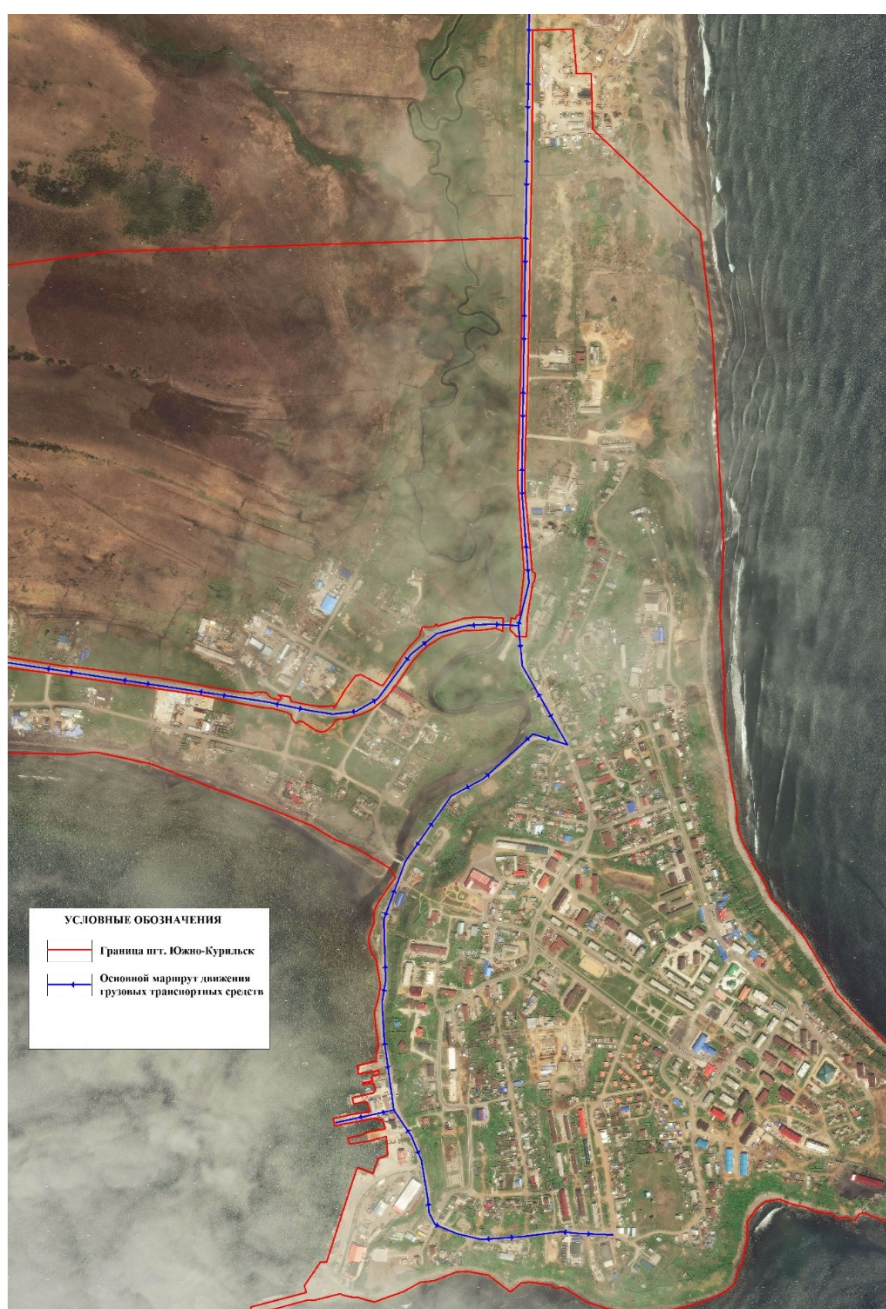 УСЛОВНЫЕ ОБОЗНАЧЕНИЯ
Граница пгт. Южно-Курильск
Основной маршрут движения
грузовых транспортных средств